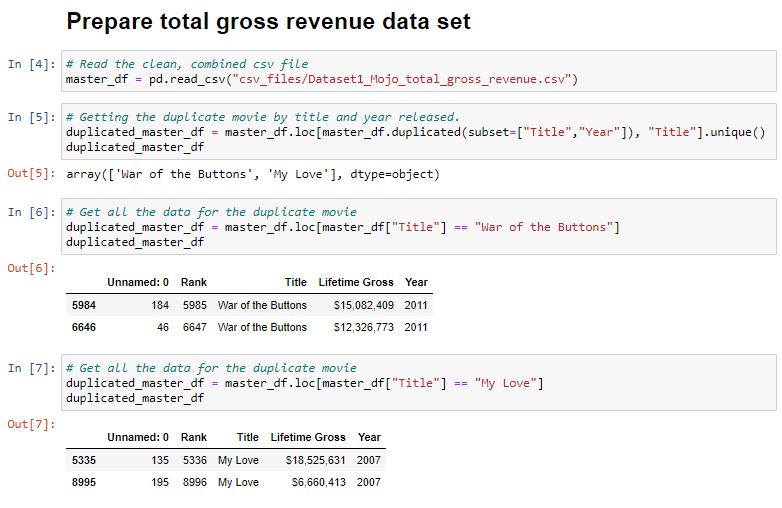 Prepare total gross revenue data set
In [4]: # Read the clean, combined csv file
master_df = pd.read_csv("csv_files/Dataset1_Mojo_total_gross_revenue.csv")
In [5]: # Getting the duplicate movie by title and year released.
duplicated_master_df = master_df.loc[master_df.duplicated(subset=["Title","Year"]), "Title"].unique()
duplicated_master_df
Out[5]: array(['War of the Buttons', 'My Love'], dtype=object)
In [6]: # Get all the data for the duplicate movie
duplicated_master_df = master_df.loc[master_df["Title"] == "War of the Buttons"]
duplicated_master_df
Out[6]:
Unnamed: 0 Rank Title Lifetime Gross Year
5984 184 5985 War of the Buttons $15,082,409 2011
6646 46 6647 War of the Buttons $12,326,773 2011
In [7]: # Get all the data for the duplicate movie
duplicated_master_df = master_df.loc[master_df["Title"] == "My Love"]
duplicated_master_df
Out[7]:
Unnamed: 0 Rank Title Lifetime Gross Year
5335 135 5336 My Love $18,525,631 2007
8995 195 8996 My Love $6,660,413 2007